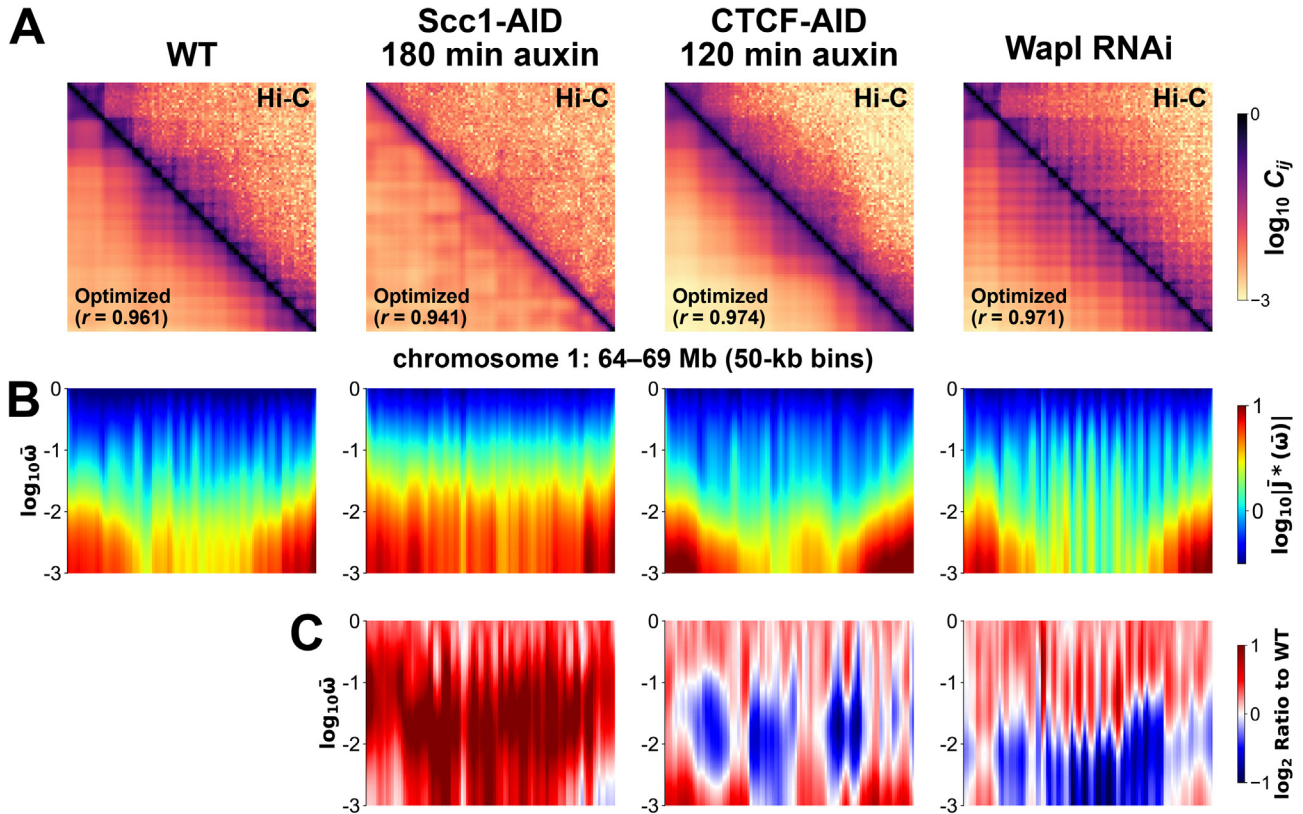 A
WT
Scc1-AID
180 min auxin
CTCF-AID
120 min auxin
Wapl RNAi
Hi-C
Hi-C
Hi-C
Hi-C
Optimized
(r = 0.961)
Optimized
(r = 0.941)
Optimized
(r = 0.974)
Optimized
(r = 0.971)
0
−3
log₁₀ Cᵢⱼ
chromosome 1: 64–69 Mb (50-kb bins)
B
log₁₀ω̄
0
-1
-2
-3
0
-1
-2
-3
0
-1
-2
-3
0
-1
-2
-3
1
0
log₁₀|J̄*(ω̄)|
C
log₁₀ω̄
0
-1
-2
-3
0
-1
-2
-3
0
-1
-2
-3
1
0
−1
log₂ Ratio to WT